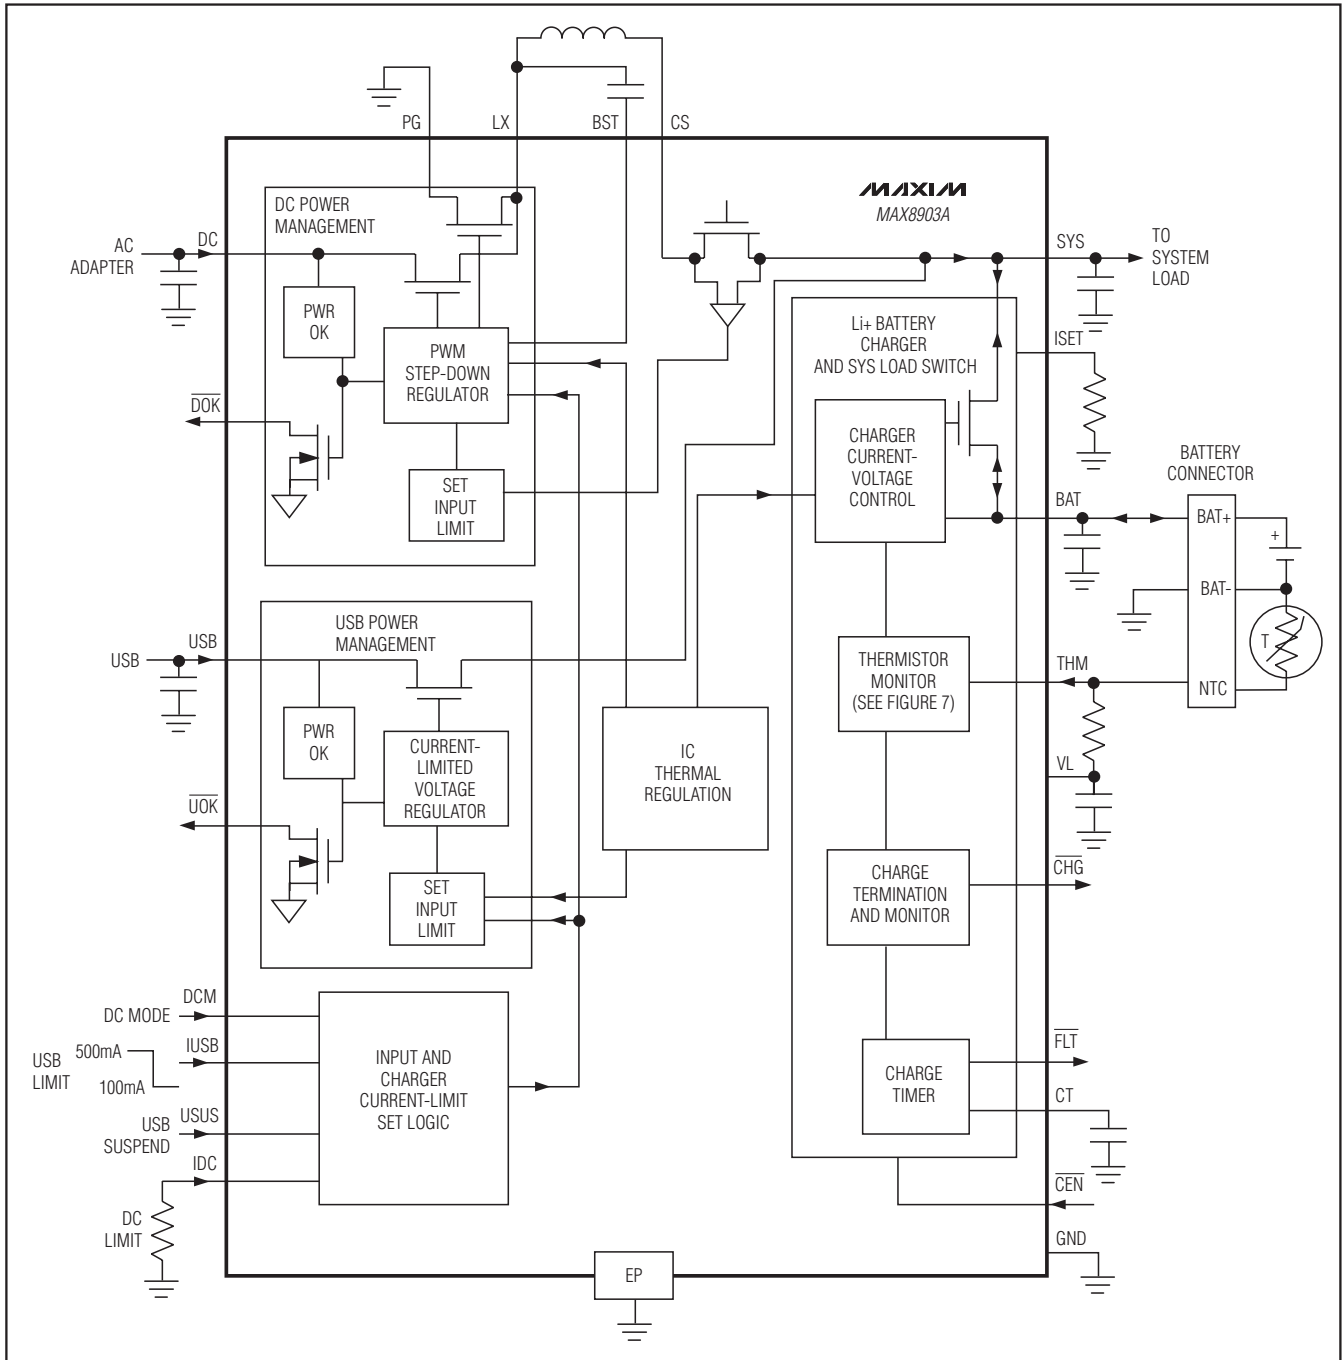 PG
LX
BST
CS
MAXIM
MAX8903A
DC POWER
MANAGEMENT
AC
ADAPTER
DC
PWR
OK
PWM
STEP-DOWN
REGULATOR
DOK
SET
INPUT
LIMIT
SYS
TO
SYSTEM
LOAD
Li+ BATTERY
CHARGER
AND SYS LOAD SWITCH
ISET
CHARGER
CURRENT-
VOLTAGE
CONTROL
BATTERY
CONNECTOR
BAT
BAT+
+
BAT-
T
NTC
USB POWER
MANAGEMENT
USB
USB
PWR
OK
CURRENT-
LIMITED
VOLTAGE
REGULATOR
UOK
SET
INPUT
LIMIT
IC
THERMAL
REGULATION
THERMISTOR
MONITOR
(SEE FIGURE 7)
THM
VL
CHARGE
TERMINATION
AND MONITOR
CHG
DCM
DC MODE
USB
LIMIT
500mA
100mA
IUSB
USUS
USB
SUSPEND
IDC
DC
LIMIT
INPUT AND
CHARGER
CURRENT-LIMIT
SET LOGIC
CHARGE
TIMER
FLT
CT
CEN
GND
EP